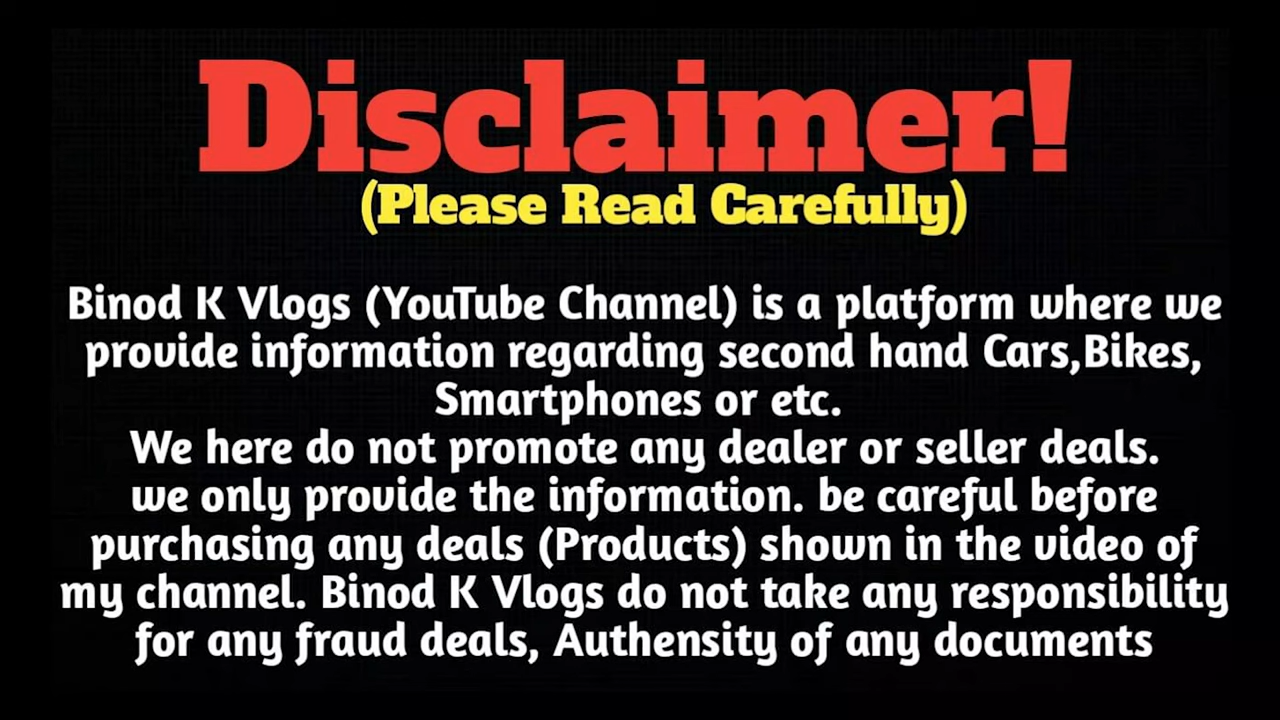 Disclaimer!
(Please Read Carefully)
Binod K Vlogs (YouTube Channel) is a platform where we
provide information regarding second hand Cars,Bikes,
Smartphones or etc.
We here do not promote any dealer or seller deals.
we only provide the information. be careful before
purchasing any deals (Products) shown in the video of
my channel. Binod K Vlogs do not take any responsibility
for any fraud deals, Authensity of any documents